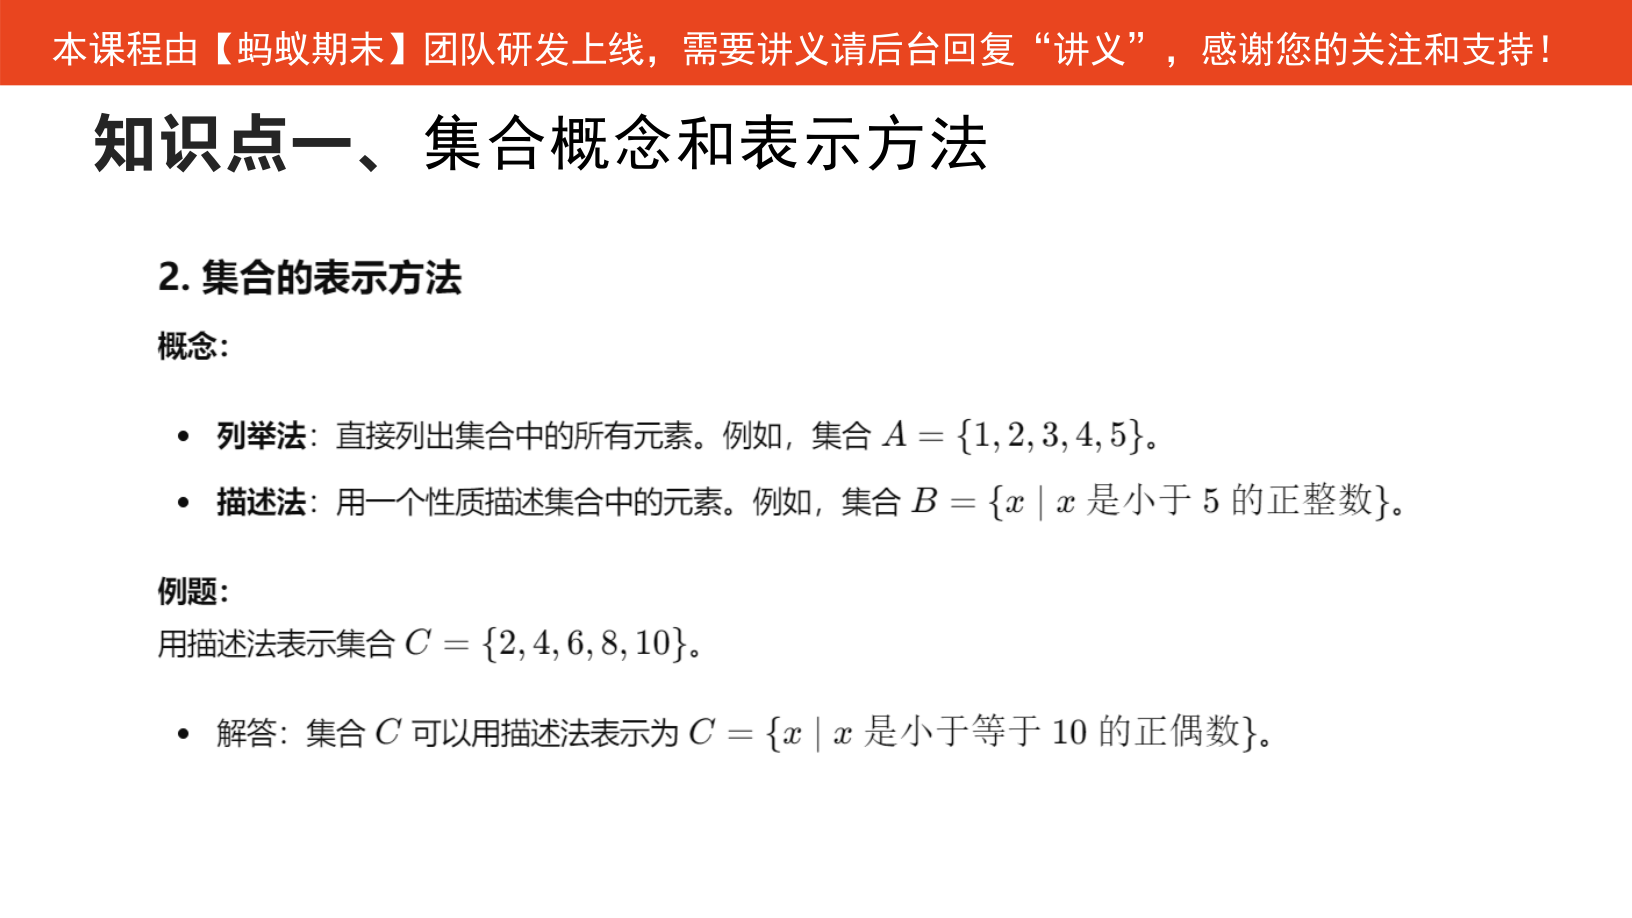 本课程由【蚂蚁期末】团队研发上线，需要讲义请后台回复“讲义”，感谢您的关注和支持！
知识点一、集合概念和表示方法
2. 集合的表示方法
概念：
• 列举法：直接列出集合中的所有元素。例如，集合 A = {1, 2, 3, 4, 5}。
• 描述法：用一个性质描述集合中的元素。例如，集合 B = {x | x 是小于 5 的正整数}。
例题：
用描述法表示集合 C = {2, 4, 6, 8, 10}。
• 解答：集合 C 可以用描述法表示为 C = {x | x 是小于等于 10 的正偶数}。